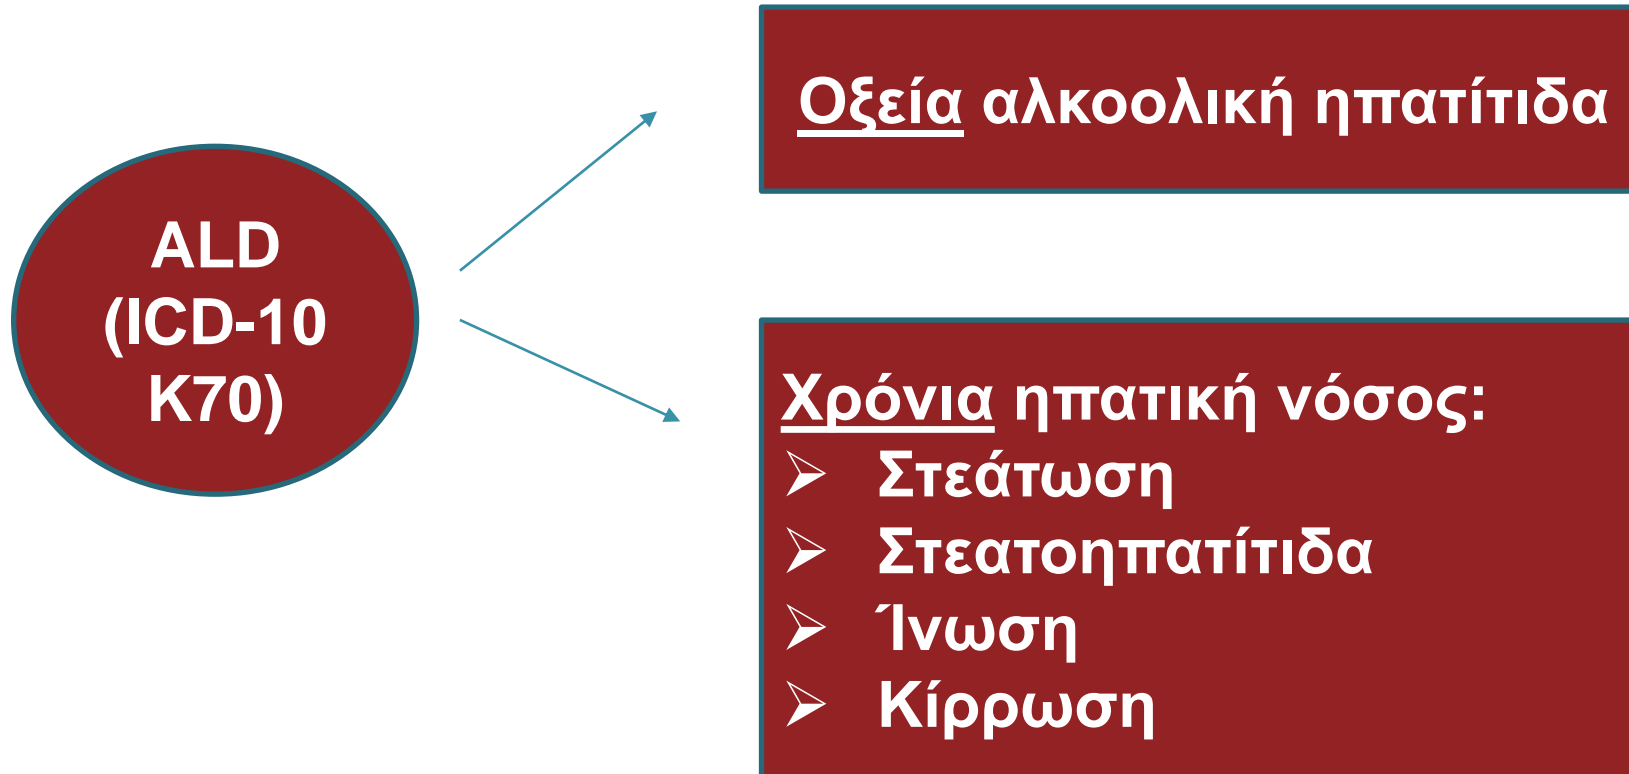 ALD
(ICD-10
K70)
Οξεία αλκοολική ηπατίτιδα
Χρόνια ηπατική νόσος:
➢ Στεάτωση
➢ Στεατοηπατίτιδα
➢ Ίνωση
➢ Κίρρωση